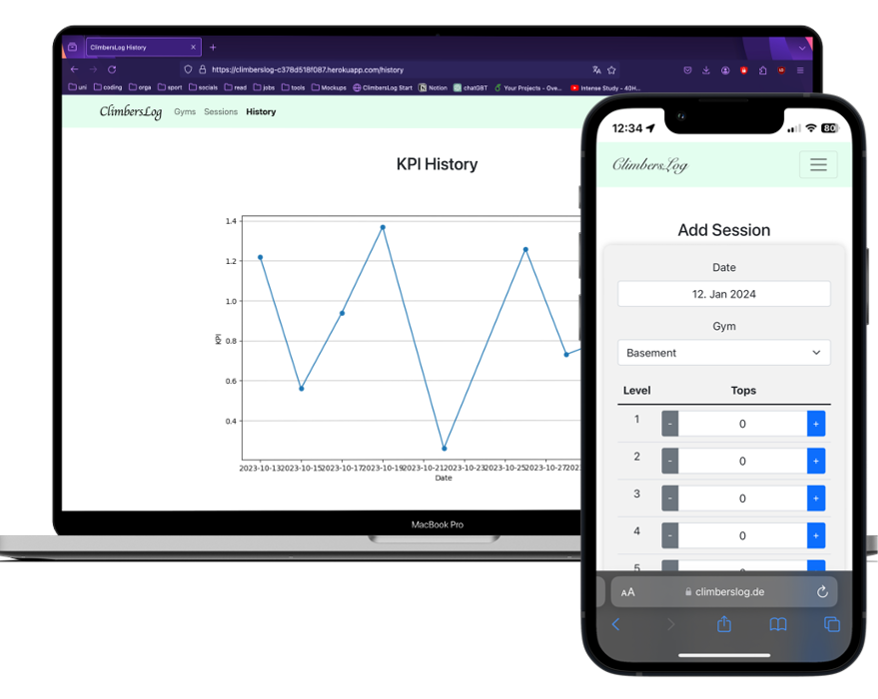 ClimbersLog History
https://climberslog-c378d518f087.herokuapp.com/history
uni coding orga sport socials read jobs tools Mockups ClimbersLog Start Notion chatGBT Your Projects - Ove... Intense Study - 40H...
ClimbersLog Gyms Sessions History
KPI History
1.4
1.2
1.0
0.8
0.6
0.4
KPI
2023-10-13 2023-10-15 2023-10-17 2023-10-19 2023-10-21 2023-10-23 2023-10-25 2023-10-27 202
Date
MacBook Pro
12:34
80
ClimbersLog
Add Session
Date
12. Jan 2024
Gym
Basement
Level Tops
1 - 0 +
2 - 0 +
3 - 0 +
4 - 0 +
5
AA climberslog.de